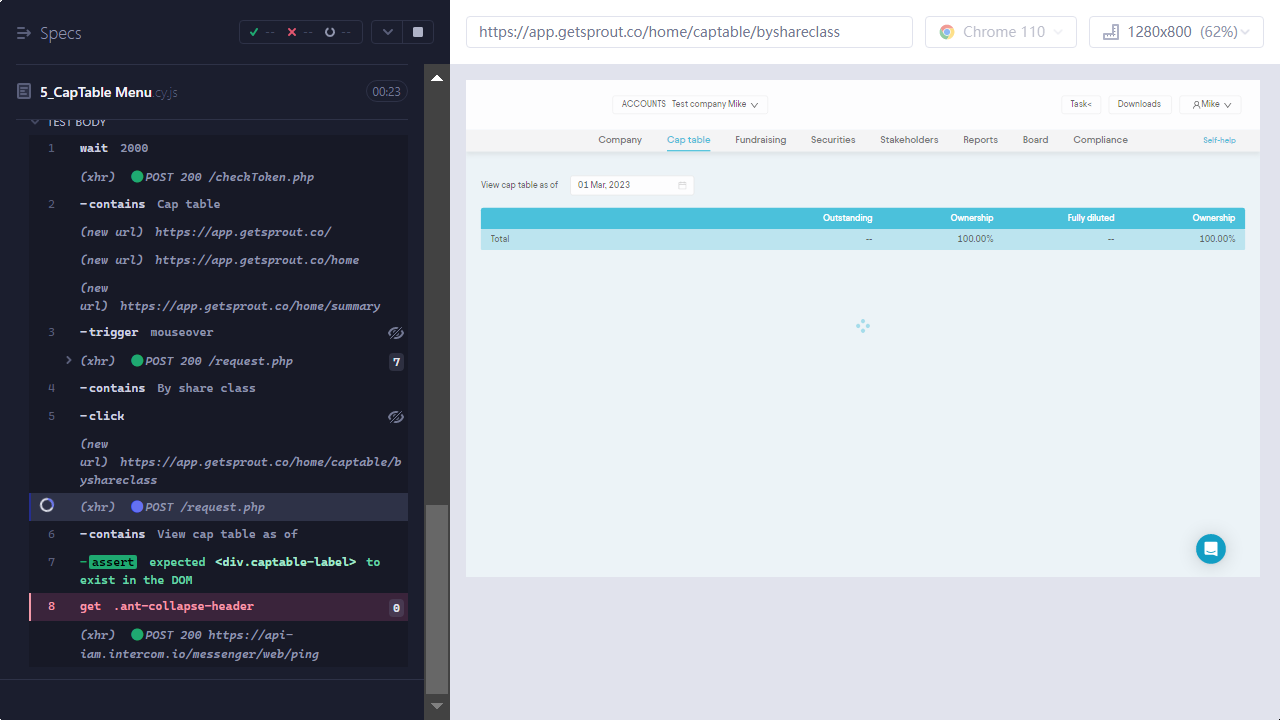 Specs
-- -- --
5_CapTable Menu.cy.js 00:23
TEST BODY
1 wait 2000
(xhr) POST 200 /checkToken.php
2 -contains Cap table
(new url) https://app.getsprout.co/
(new url) https://app.getsprout.co/home
(new
url) https://app.getsprout.co/home/summary
3 -trigger mouseover
(xhr) POST 200 /request.php 7
4 -contains By share class
5 -click
(new
url) https://app.getsprout.co/home/captable/b
yshareclass
(xhr) POST /request.php
6 -contains View cap table as of
7 -assert expected <div.captable-label> to
exist in the DOM
8 get .ant-collapse-header 0
(xhr) POST 200 https://api-
iam.intercom.io/messenger/web/ping
https://app.getsprout.co/home/captable/byshareclass
Chrome 110
1280x800 (62%)
ACCOUNTS Test company Mike
Task<
Downloads
Mike
Company Cap table Fundraising Securities Stakeholders Reports Board Compliance Self-help
View cap table as of 01 Mar, 2023
Outstanding Ownership Fully diluted Ownership
Total -- 100.00% -- 100.00%